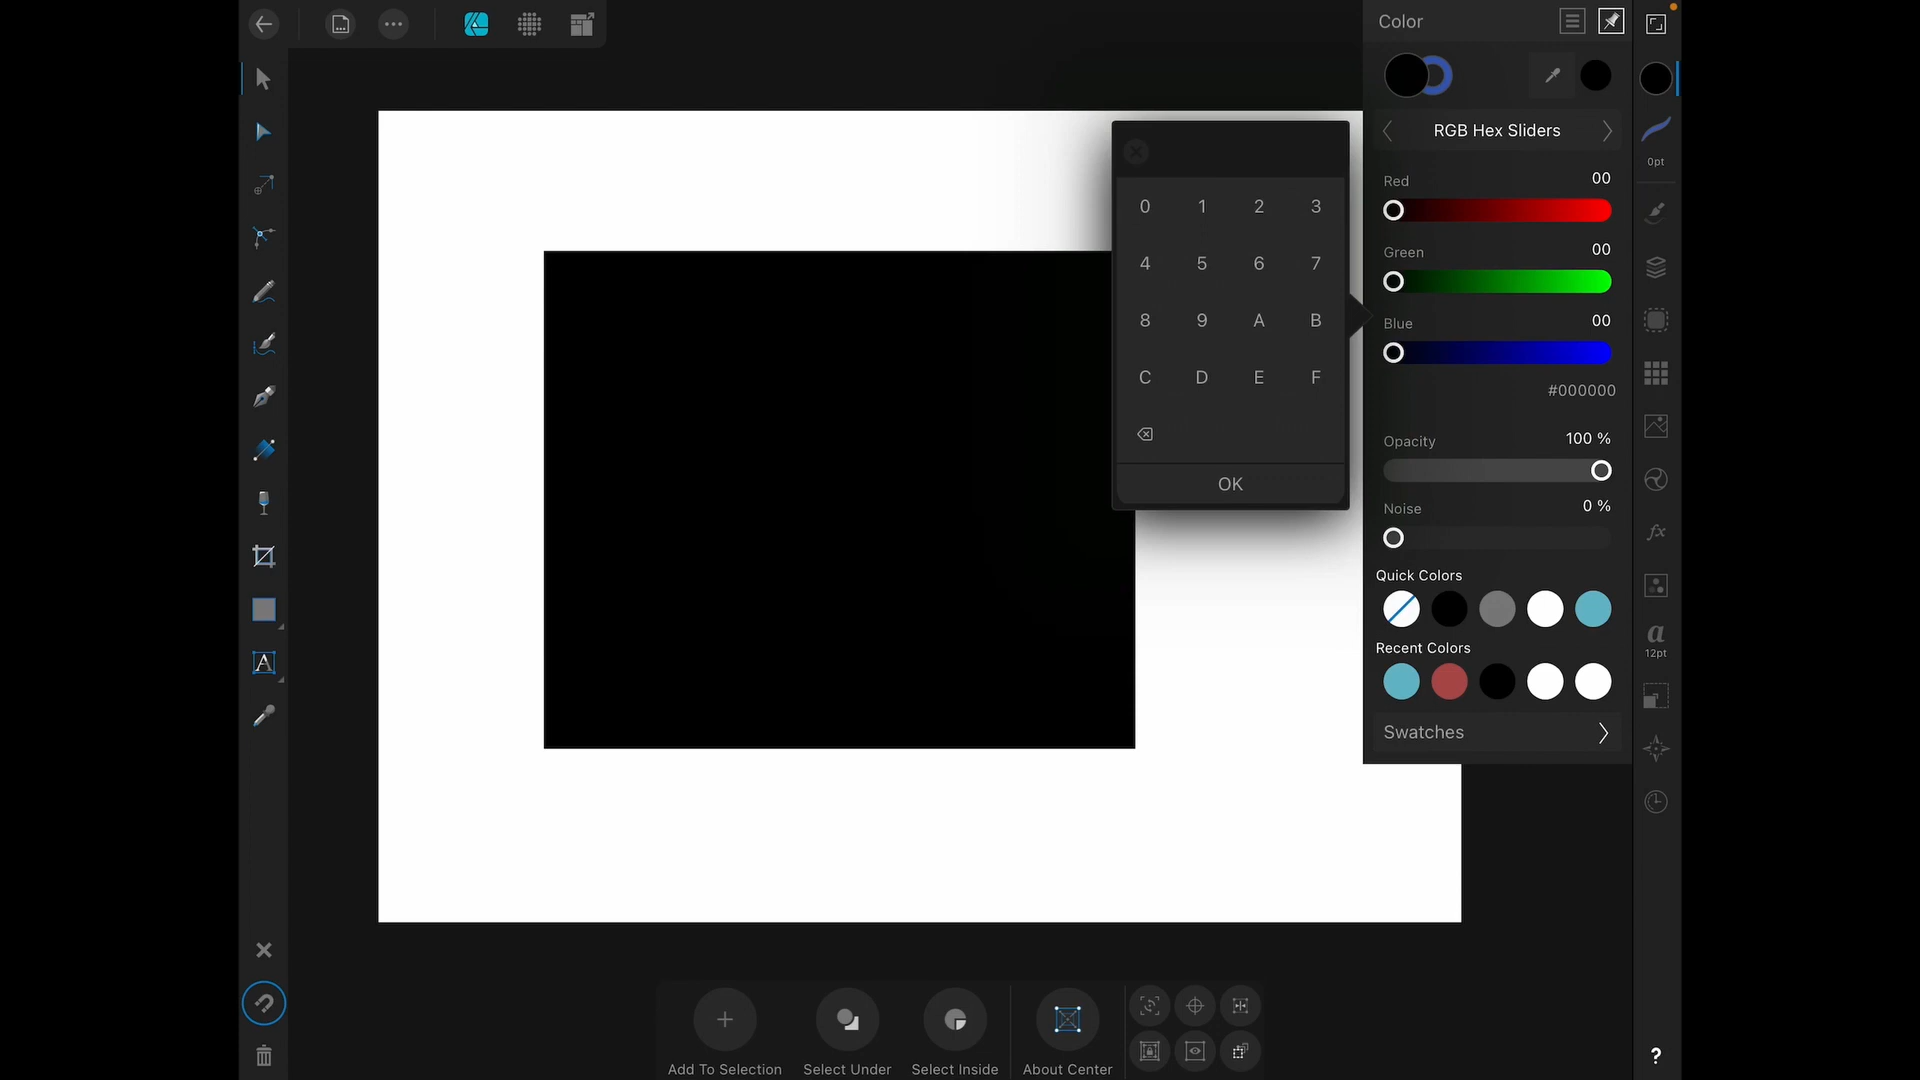 Color
RGB Hex Sliders
0pt
Red 00
0 1 2 3
Green 00
4 5 6 7
Blue 00
8 9 A B
C D E F
#000000
Opacity 100 %
OK
Noise 0 %
Quick Colors
Recent Colors
a
12pt
A
Swatches
Add To Selection
Select Under
Select Inside
About Center
?